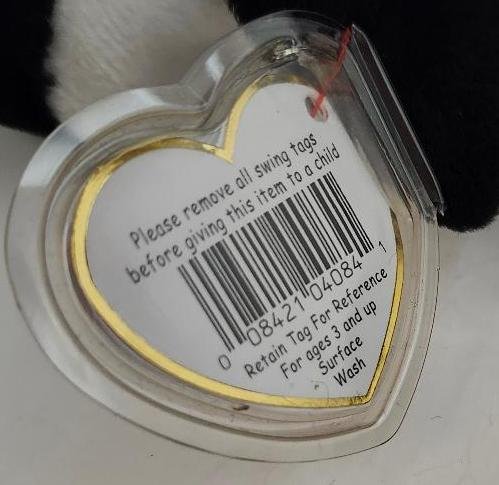 Please remove all swing tags
before giving this item to a child
0 08421 04084 1
Retain Tag For Reference
For ages 3 and up
Surface
Wash